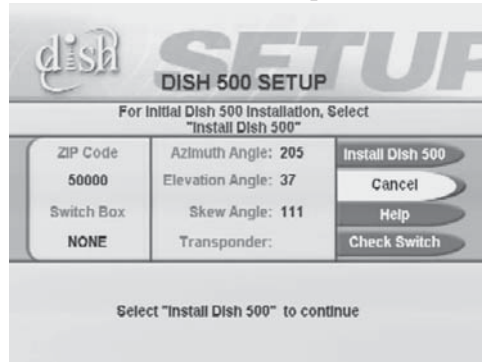 dish
SETUP
DISH 500 SETUP
For Initial Dish 500 Installation, Select
"Install Dish 500"
ZIP Code
50000
Switch Box
NONE
Azimuth Angle: 205
Elevation Angle: 37
Skew Angle: 111
Transponder:
Install Dish 500
Cancel
Help
Check Switch
Select "Install Dish 500" to continue